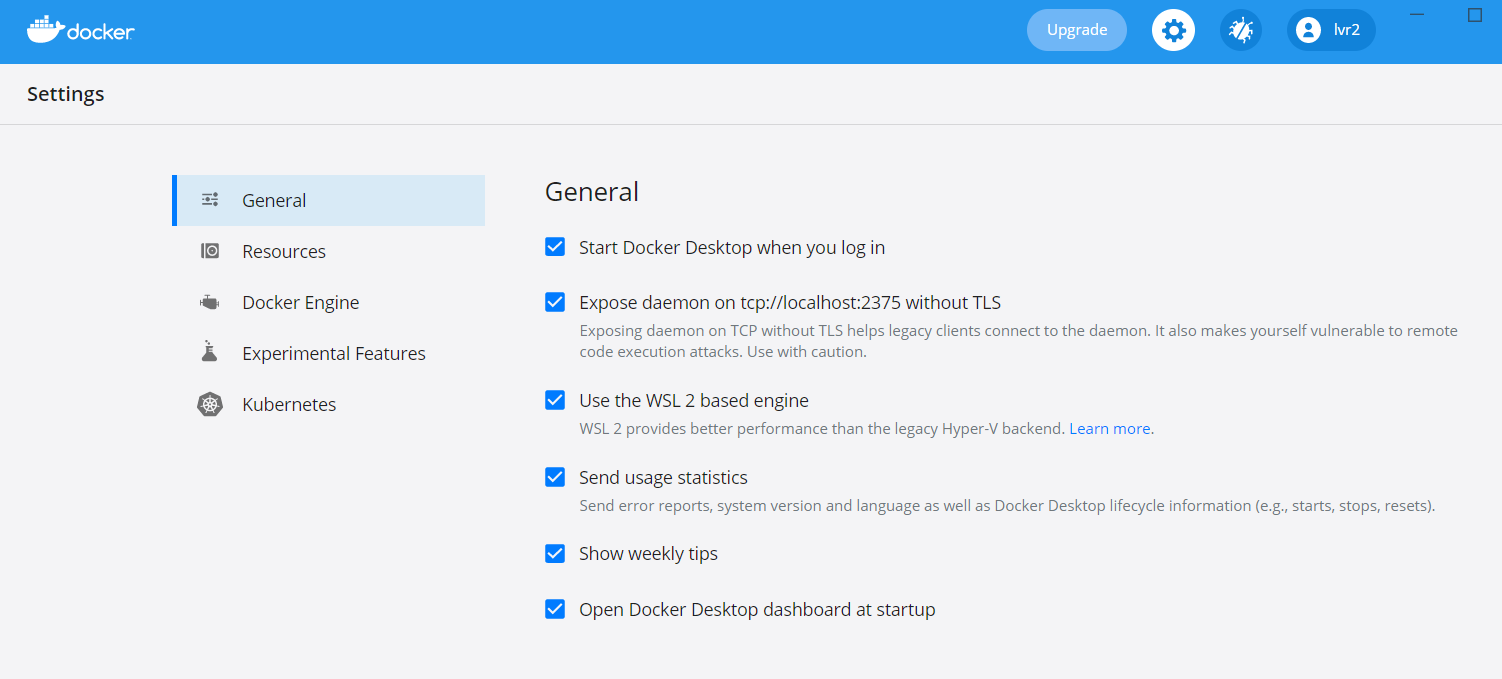 docker
Upgrade
lvr2
Settings
General
Resources
Docker Engine
Experimental Features
Kubernetes
General
Start Docker Desktop when you log in
Expose daemon on tcp://localhost:2375 without TLS
Exposing daemon on TCP without TLS helps legacy clients connect to the daemon. It also makes yourself vulnerable to remote
code execution attacks. Use with caution.
Use the WSL 2 based engine
WSL 2 provides better performance than the legacy Hyper-V backend. Learn more.
Send usage statistics
Send error reports, system version and language as well as Docker Desktop lifecycle information (e.g., starts, stops, resets).
Show weekly tips
Open Docker Desktop dashboard at startup